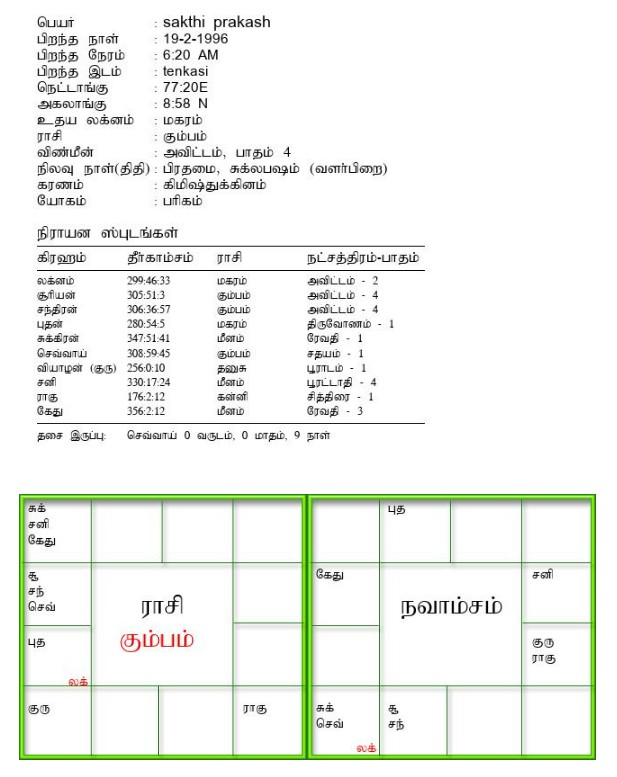 பெயர் : sakthi prakash
பிறந்த நாள் : 19-2-1996
பிறந்த நேரம் : 6:20 AM
பிறந்த இடம் : tenkasi
நெட்டாங்கு : 77:20E
அகலாங்கு : 8:58 N
உதய லக்னம் : மகரம்
ராசி : கும்பம்
விண்மீன் : அவிட்டம், பாதம் 4
நிலவு நாள்(திதி) : பிரதமை, சுக்லபஷம் (வளர்பிறை)
கரணம் : கிமிஷ்துக்கினம்
யோகம் : பரிகம்
நிராயன ஸ்புடங்கள்
கிரஹம் தீர்காம்சம் ராசி நட்சத்திரம்-பாதம்
லக்னம் 299:46:33 மகரம் அவிட்டம் - 2
சூரியன் 305:51:3 கும்பம் அவிட்டம் - 4
சந்திரன் 306:36:57 கும்பம் அவிட்டம் - 4
புதன் 280:54:5 மகரம் திருவோணம் - 1
சுக்கிரன் 347:51:41 மீனம் ரேவதி - 1
செவ்வாய் 308:59:45 கும்பம் சதயம் - 1
வியாழன் (குரு) 256:0:10 தனுசு பூராடம் - 1
சனி 330:17:24 மீனம் பூரட்டாதி - 4
ராகு 176:2:12 கன்னி சித்திரை - 1
கேது 356:2:12 மீனம் ரேவதி - 3
தசை இருப்பு: செவ்வாய் 0 வருடம், 0 மாதம், 9 நாள்
சுக்
சனி
கேது
சூ
சந்
செவ்
ராசி
கும்பம்
புத
லக்
குரு
ராகு
புத
கேது
நவாம்சம்
சனி
குரு
ராகு
சுக்
செவ்
லக்
சூ
சந்